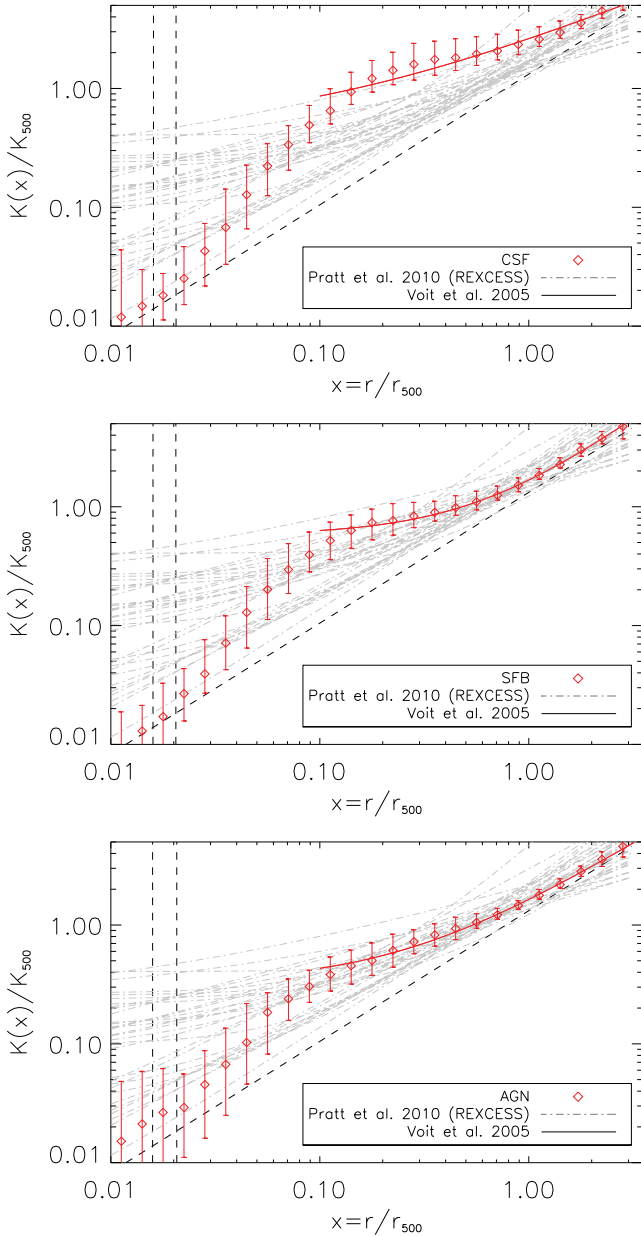 K(x)/K500
1.00
0.10
0.01
CSF
Pratt et al. 2010 (REXCESS)
Voit et al. 2005
0.01 0.10 1.00
x=r/r500
K(x)/K500
1.00
0.10
0.01
SFB
Pratt et al. 2010 (REXCESS)
Voit et al. 2005
0.01 0.10 1.00
x=r/r500
K(x)/K500
1.00
0.10
0.01
AGN
Pratt et al. 2010 (REXCESS)
Voit et al. 2005
0.01 0.10 1.00
x=r/r500